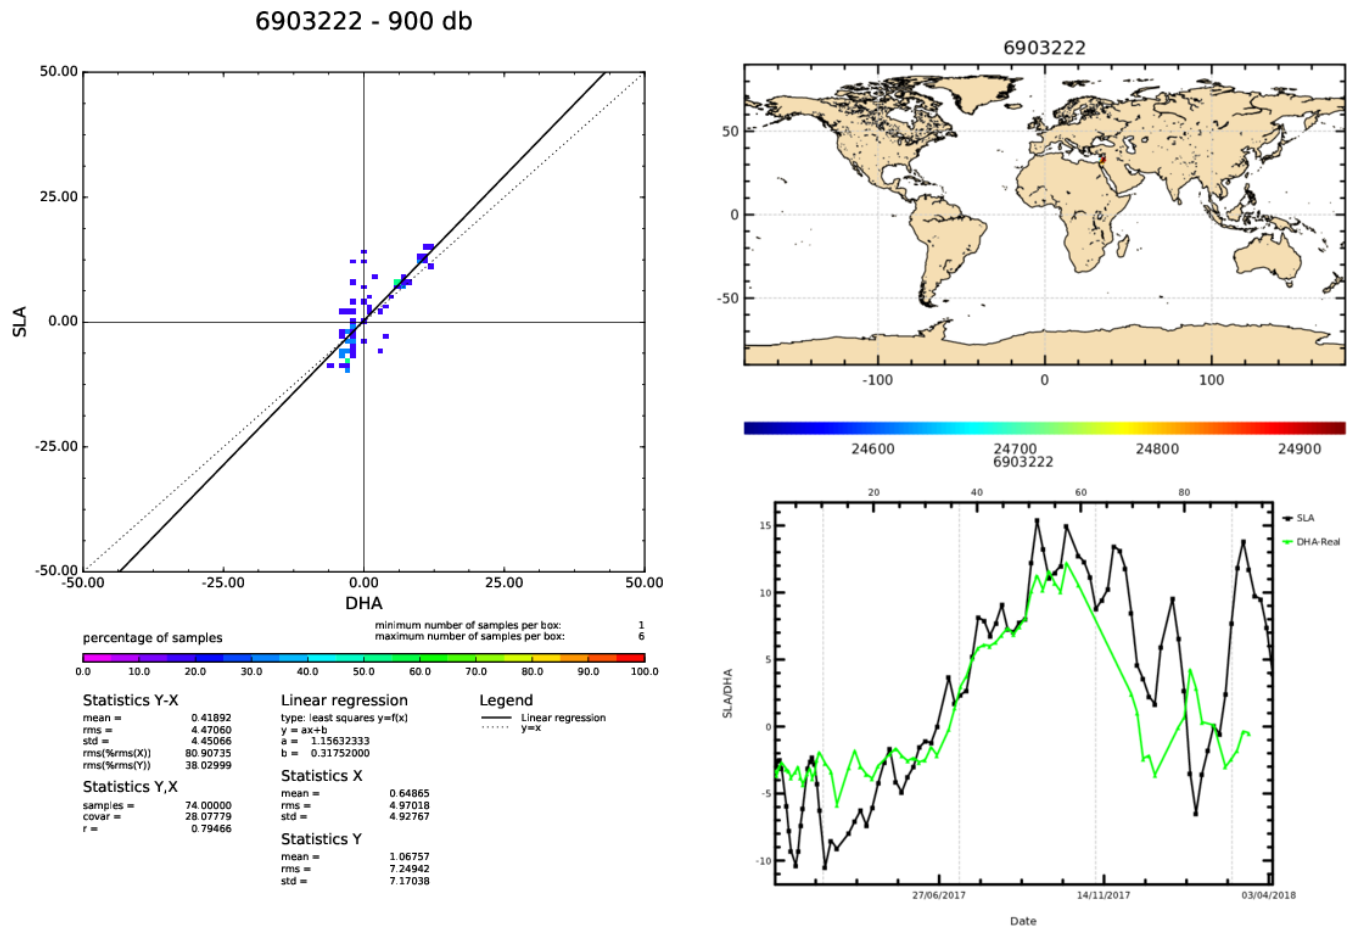 6903222 - 900 db
50.00
25.00
0.00
-25.00
-50.00
SLA
-50.00 -25.00 0.00 25.00 50.00
DHA
minimum number of samples per box: 1
percentage of samples maximum number of samples per box: 6
0.0 10.0 20.0 30.0 40.0 50.0 60.0 70.0 80.0 90.0 100.0
Statistics Y-X
mean = 0.41892
rms = 4.47060
std = 4.45066
rms(%rms(X)) 80.90735
rms(%rms(Y)) 38.02999
Statistics Y,X
samples = 74.00000
covar = 28.07779
r = 0.79466
Linear regression
type: least squares y=f(x)
y = ax+b
a = 1.15632333
b = 0.31752000
Statistics X
mean = 0.64865
rms = 4.97018
std = 4.92767
Statistics Y
mean = 1.06757
rms = 7.24942
std = 7.17038
Legend
Linear regression
y=x
6903222
50
0
-50
-100 0 100
24600 24700 24800 24900
6903222
20 40 60 80
15
10
5
0
-5
-10
SLA/DHA
27/06/2017 14/11/2017 03/04/2018
Date
SLA
DHA-Real